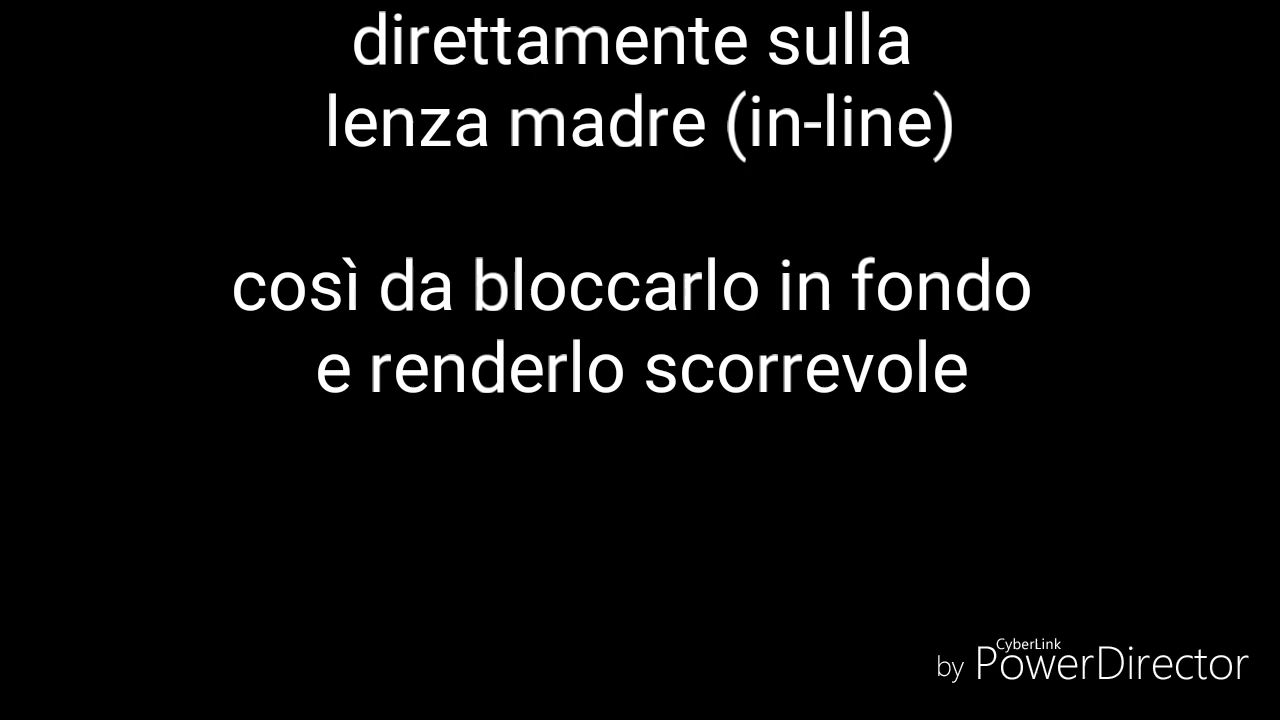 direttamente sulla
lenza madre (in-line)
così da bloccarlo in fondo
e renderlo scorrevole
CyberLink
by PowerDirector